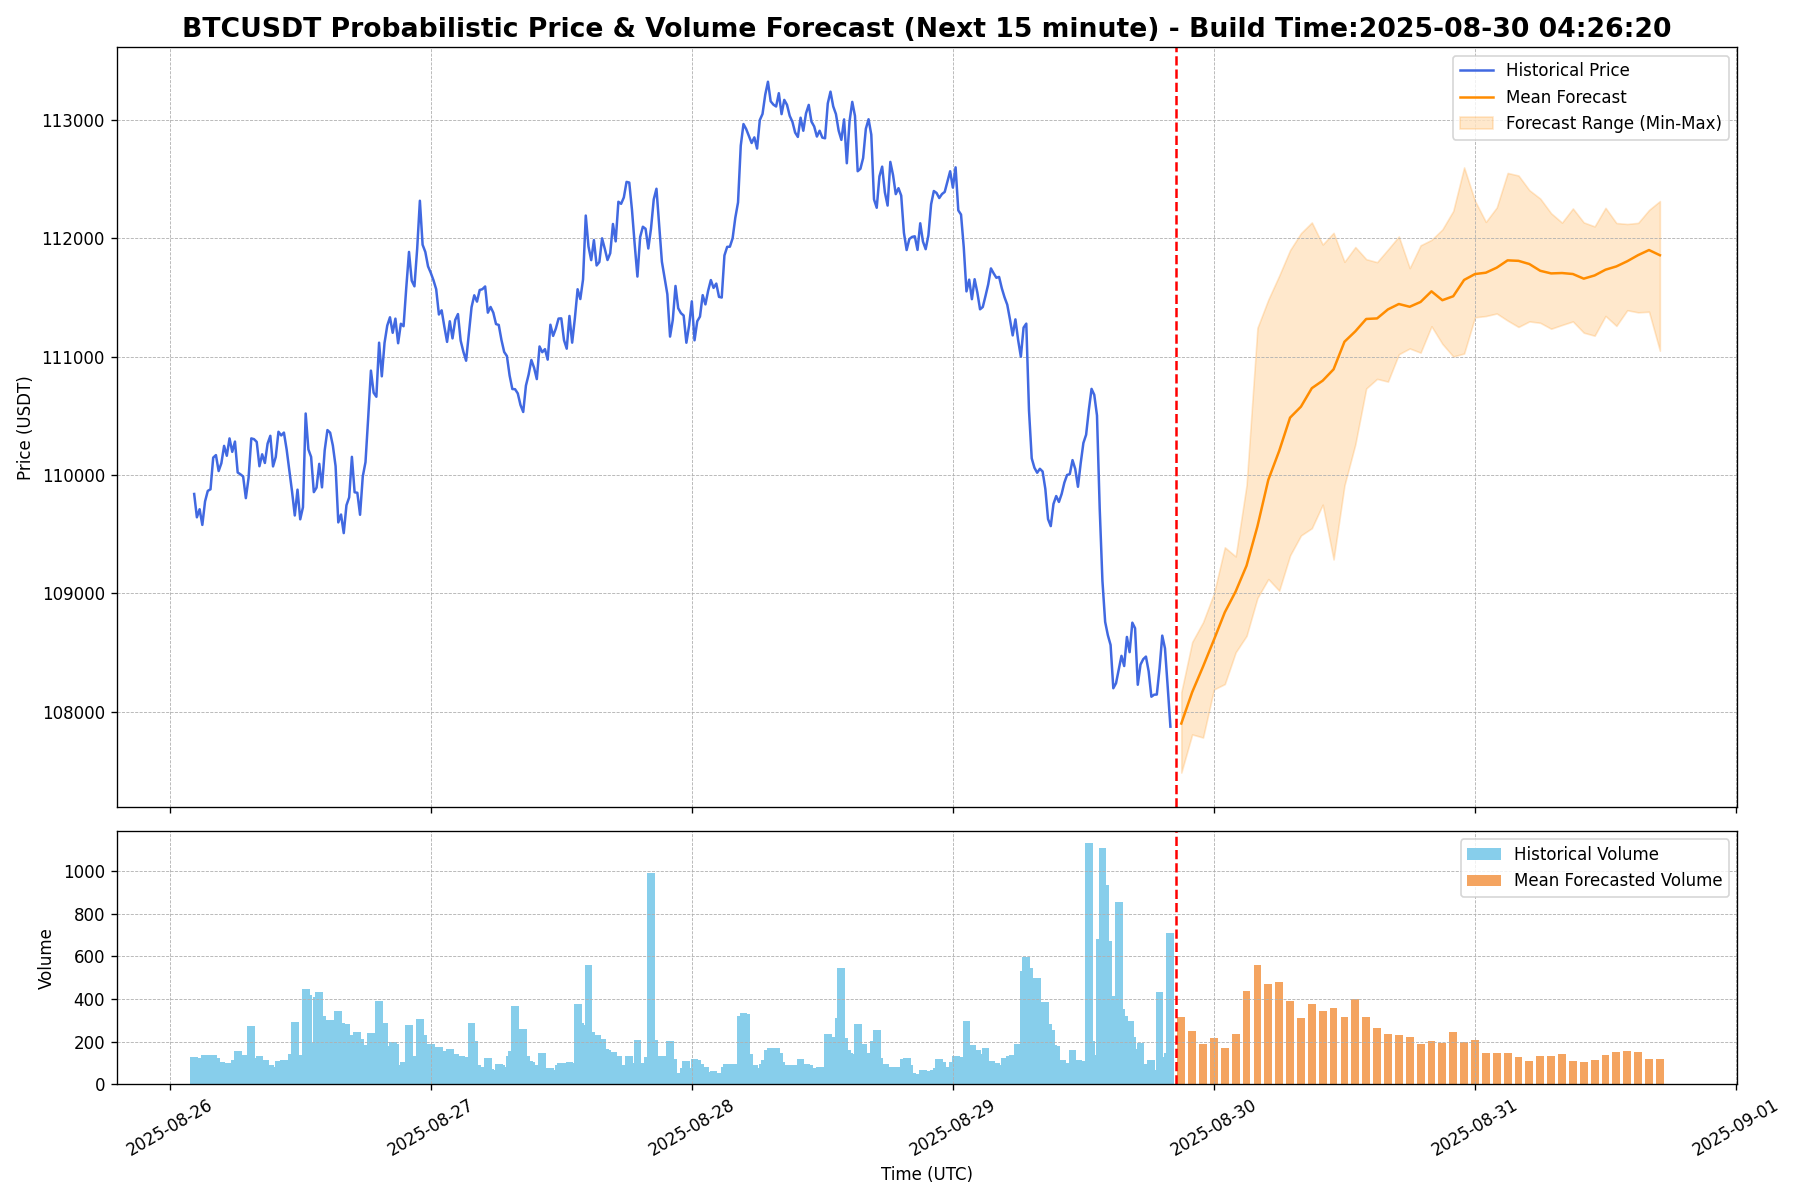 BTCUSDT Probabilistic Price & Volume Forecast (Next 15 minute) - Build Time:2025-08-30 04:26:20
Historical Price
Mean Forecast
Forecast Range (Min-Max)
113000
112000
111000
110000
109000
108000
Price (USDT)
Historical Volume
Mean Forecasted Volume
1000
800
600
400
200
0
Volume
2025-08-26
2025-08-27
2025-08-28
2025-08-29
2025-08-30
2025-08-31
2025-09-01
Time (UTC)